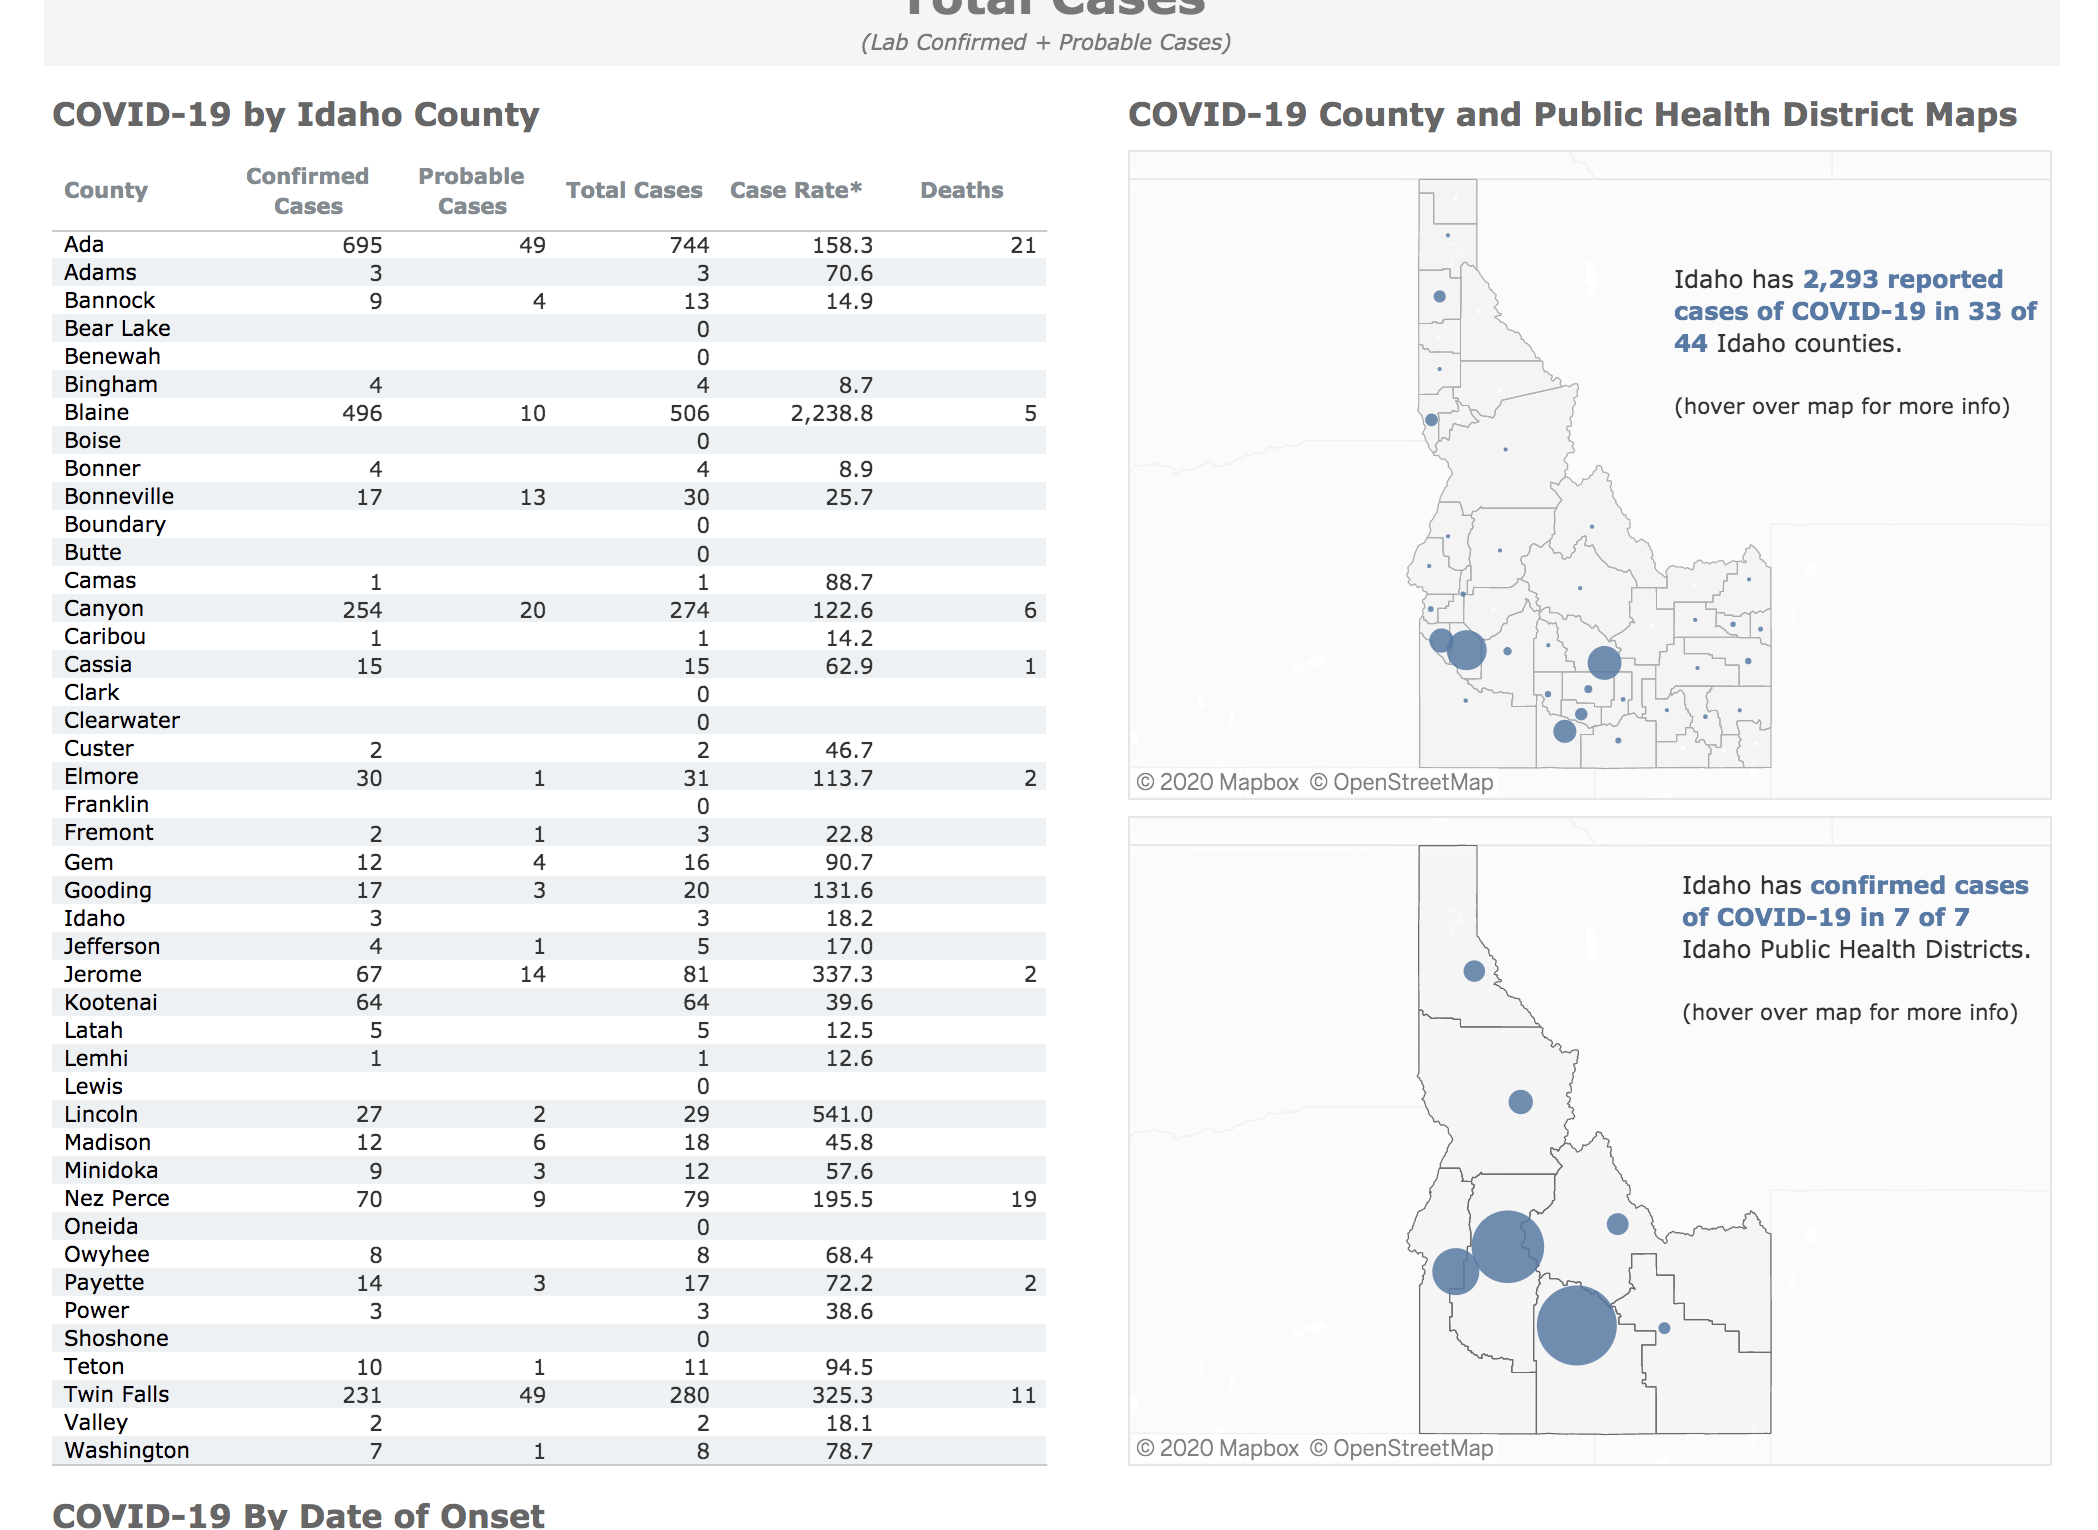 Total Cases
(Lab Confirmed + Probable Cases)
COVID-19 by Idaho County
County Confirmed Cases Probable Cases Total Cases Case Rate* Deaths
Ada 695 49 744 158.3 21
Adams 3 3 70.6
Bannock 9 4 13 14.9
Bear Lake 0
Benewah 0
Bingham 4 4 8.7
Blaine 496 10 506 2,238.8 5
Boise 0
Bonner 4 4 8.9
Bonneville 17 13 30 25.7
Boundary 0
Butte 0
Camas 1 1 88.7
Canyon 254 20 274 122.6 6
Caribou 1 1 14.2
Cassia 15 15 62.9 1
Clark 0
Clearwater 0
Custer 2 2 46.7
Elmore 30 1 31 113.7 2
Franklin 0
Fremont 2 1 3 22.8
Gem 12 4 16 90.7
Gooding 17 3 20 131.6
Idaho 3 3 18.2
Jefferson 4 1 5 17.0
Jerome 67 14 81 337.3 2
Kootenai 64 64 39.6
Latah 5 5 12.5
Lemhi 1 1 12.6
Lewis 0
Lincoln 27 2 29 541.0
Madison 12 6 18 45.8
Minidoka 9 3 12 57.6
Nez Perce 70 9 79 195.5 19
Oneida 0
Owyhee 8 8 68.4
Payette 14 3 17 72.2 2
Power 3 3 38.6
Shoshone 0
Teton 10 1 11 94.5
Twin Falls 231 49 280 325.3 11
Valley 2 2 18.1
Washington 7 1 8 78.7
COVID-19 By Date of Onset
COVID-19 County and Public Health District Maps
Idaho has 2,293 reported
cases of COVID-19 in 33 of
44 Idaho counties.
(hover over map for more info)
© 2020 Mapbox © OpenStreetMap
Idaho has confirmed cases
of COVID-19 in 7 of 7
Idaho Public Health Districts.
(hover over map for more info)
© 2020 Mapbox © OpenStreetMap